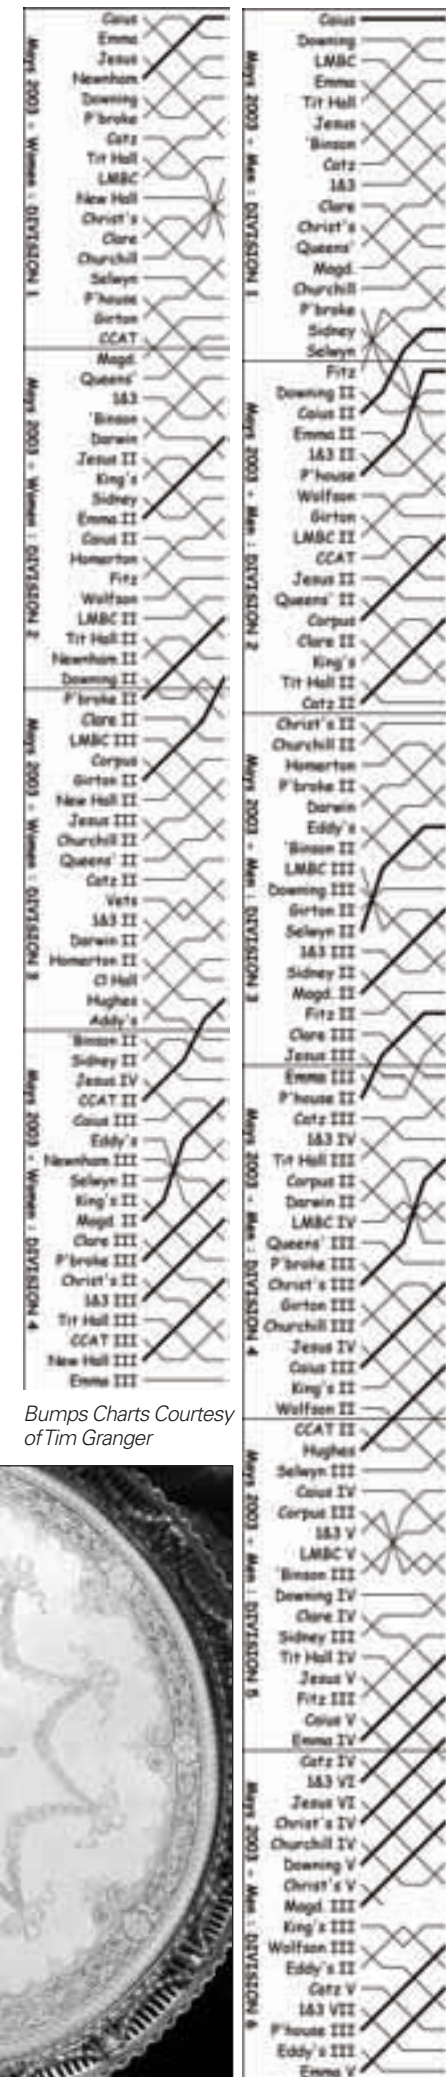 Mays 2003 - Women : DIVISION 1
Caius
Emma
Jesus
Newnham
Downing
P'broke
Catz
Tit Hall
LMBC
New Hall
Christ's
Clare
Churchill
Selwyn
P'house
Girton
CCAT
Mays 2003 - Women : DIVISION 2
Magd.
Queens'
1&3
'Binson
Darwin
Jesus II
King's
Sidney
Emma II
Caius II
Homerton
Fitz
Wolfson
LMBC II
Tit Hall II
Newnham II
Downing II
Mays 2003 - Women : DIVISION 3
P'broke II
Clare II
LMBC III
Corpus
Girton II
New Hall II
Jesus III
Churchill II
Queens' II
Catz II
Vets
1&3 II
Darwin II
Homerton II
Cl Hall
Hughes
Addy's
Mays 2003 - Women : DIVISION 4
'Binson II
Sidney II
Jesus IV
CCAT II
Caius III
Eddy's
Newnham III
Selwyn II
King's II
Magd. II
Clare III
P'broke III
Christ's II
1&3 III
Tit Hall III
CCAT III
New Hall III
Emma III
Bumps Charts Courtesy
of Tim Granger
Mays 2003 - Men : DIVISION 1
Caius
Downing
LMBC
Emma
Tit Hall
Jesus
'Binson
Catz
1&3
Clare
Christ's
Queens'
Magd.
Churchill
P'broke
Sidney
Selwyn
Mays 2003 - Men : DIVISION 2
Fitz
Downing II
Caius II
Emma II
1&3 II
P'house
Wolfson
Girton
LMBC II
CCAT
Jesus II
Queens' II
Corpus
Clare II
King's
Tit Hall II
Catz II
Mays 2003 - Men : DIVISION 3
Christ's II
Churchill II
Homerton
P'broke II
Darwin
Eddy's
'Binson II
LMBC III
Downing III
Girton II
Selwyn II
1&3 III
Sidney II
Magd. II
Fitz II
Clare III
Jesus III
Mays 2003 - Men : DIVISION 4
Emma III
P'house II
Catz III
1&3 IV
Tit Hall III
Corpus II
Darwin II
LMBC IV
Queens' III
P'broke III
Christ's III
Girton III
Churchill III
Jesus IV
Caius III
King's II
Wolfson II
Mays 2003 - Men : DIVISION 5
CCAT II
Hughes
Selwyn III
Caius IV
Corpus III
1&3 V
LMBC V
'Binson III
Downing IV
Clare IV
Sidney III
Tit Hall IV
Jesus V
Fitz III
Caius V
Emma IV
Mays 2003 - Men : DIVISION 6
Catz IV
1&3 VI
Jesus VI
Christ's IV
Churchill IV
Downing V
Christ's V
Magd. III
King's III
Wolfson III
Eddy's II
Catz V
1&3 VII
P'house III
Eddy's III
Emma V